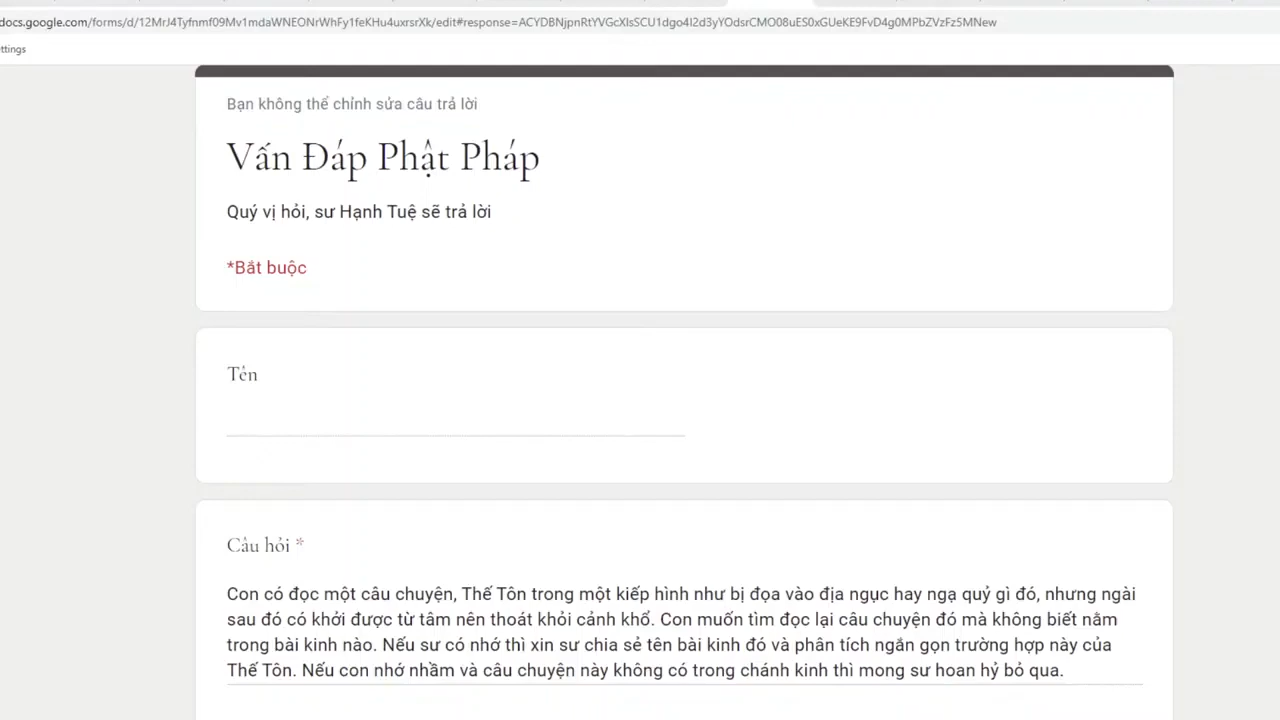 docs.google.com/forms/d/12MrJ4Tyfnmf09Mv1mdaWNEONrWhFy1feKHu4uxrsrXk/edit#response=ACYDBNjpnRtYVGcXIsSCU1dgo4I2d3yYOdsrCMO08uES0xGUeKE9FvD4g0MPbZVzFz5MNew
ettings
Bạn không thể chỉnh sửa câu trả lời
Vấn Đáp Phật Pháp
Quý vị hỏi, sư Hạnh Tuệ sẽ trả lời
*Bắt buộc
Tên
Câu hỏi *
Con có đọc một câu chuyện, Thế Tôn trong một kiếp hình như bị đọa vào địa ngục hay ngạ quỷ gì đó, nhưng ngài
sau đó có khởi được từ tâm nên thoát khỏi cảnh khổ. Con muốn tìm đọc lại câu chuyện đó mà không biết nằm
trong bài kinh nào. Nếu sư có nhớ thì xin sư chia sẻ tên bài kinh đó và phân tích ngắn gọn trường hợp này của
Thế Tôn. Nếu con nhớ nhầm và câu chuyện này không có trong chánh kinh thì mong sư hoan hỷ bỏ qua.